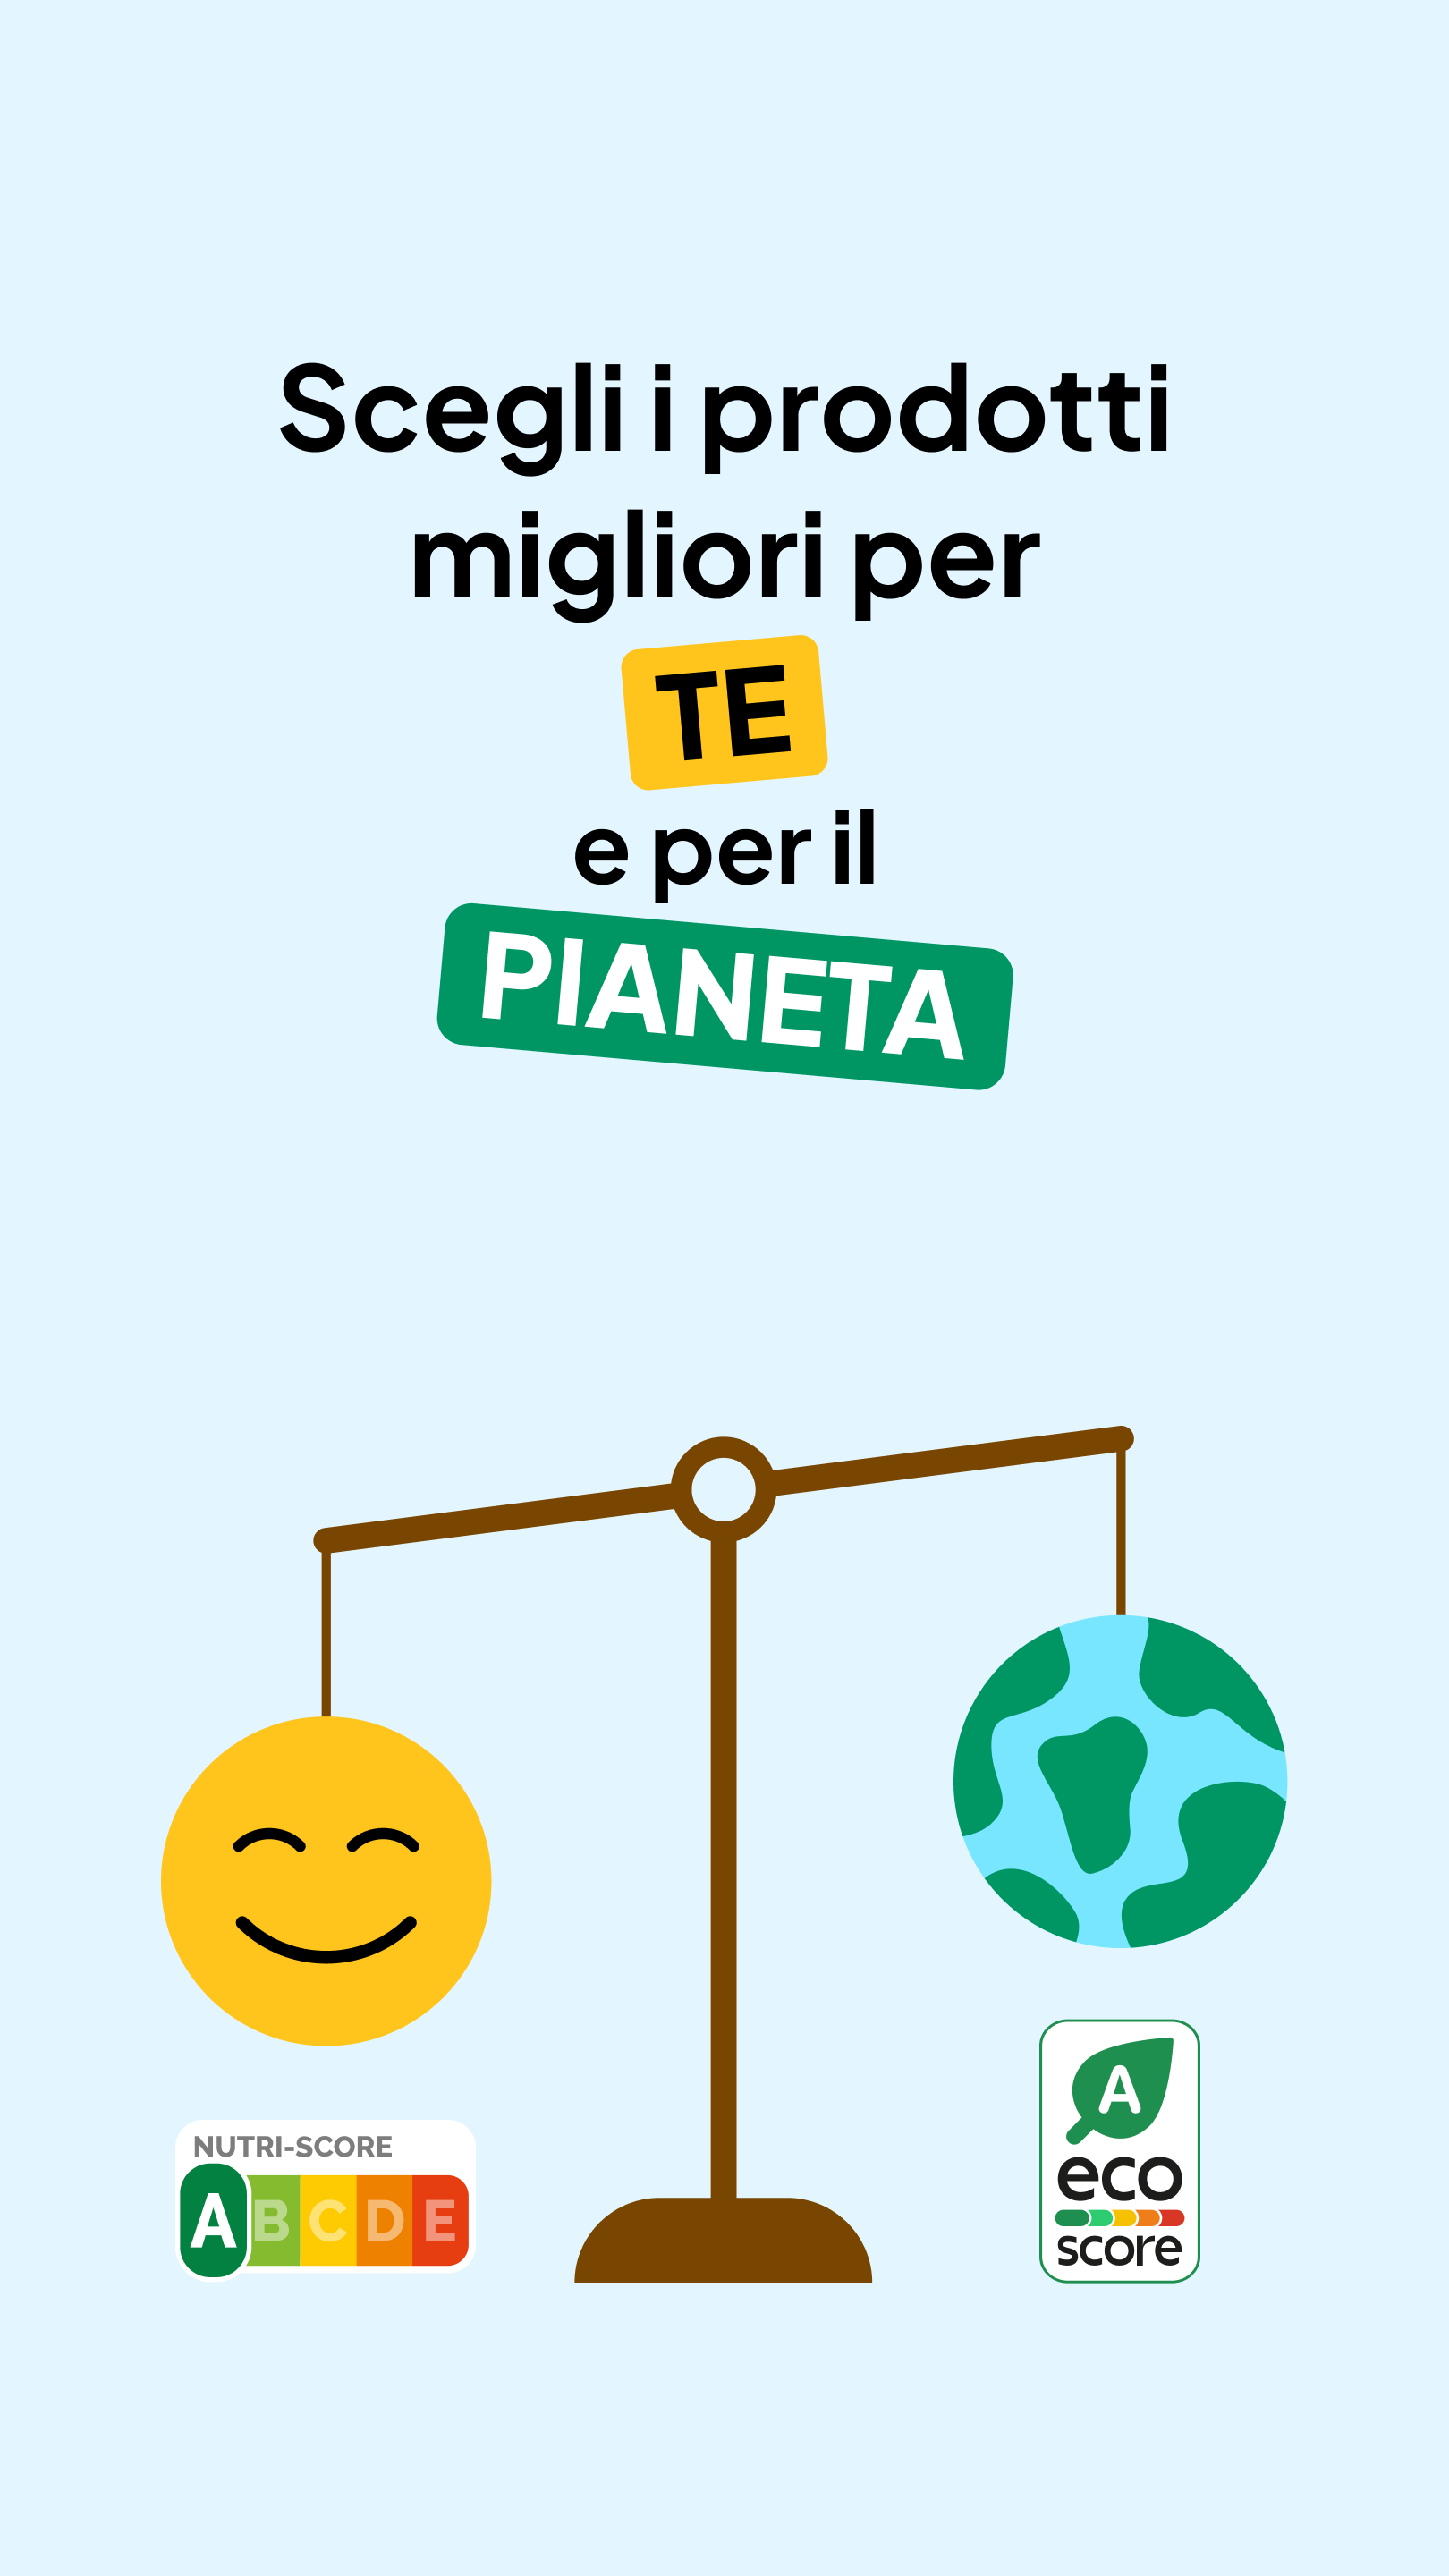 Scegli i prodotti
migliori per
TE
e per il
PIANETA
NUTRI-SCORE
A B C D E
A
eco
score